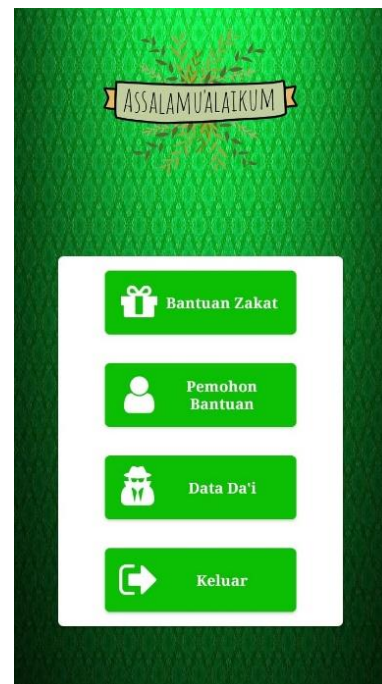 ASSALAMU'ALAIKUM
Bantuan Zakat
Pemohon
Bantuan
Data Da'i
Keluar